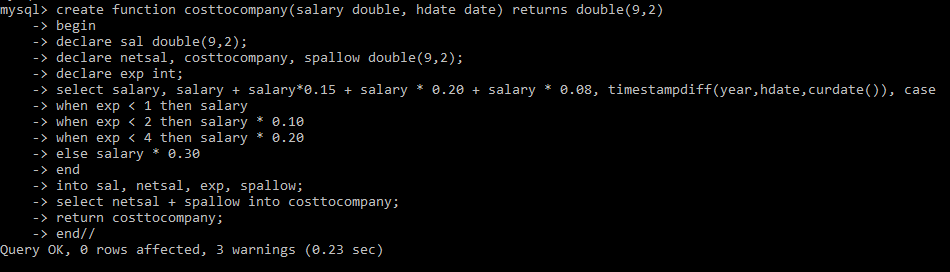 mysql> create function costtocompany(salary double, hdate date) returns double(9,2)
    -> begin
    -> declare sal double(9,2);
    -> declare netsal, costtocompany, spallow double(9,2);
    -> declare exp int;
    -> select salary, salary + salary*0.15 + salary * 0.20 + salary * 0.08, timestampdiff(year,hdate,curdate()), case
    -> when exp < 1 then salary
    -> when exp < 2 then salary * 0.10
    -> when exp < 4 then salary * 0.20
    -> else salary * 0.30
    -> end
    -> into sal, netsal, exp, spallow;
    -> select netsal + spallow into costtocompany;
    -> return costtocompany;
    -> end//
Query OK, 0 rows affected, 3 warnings (0.23 sec)